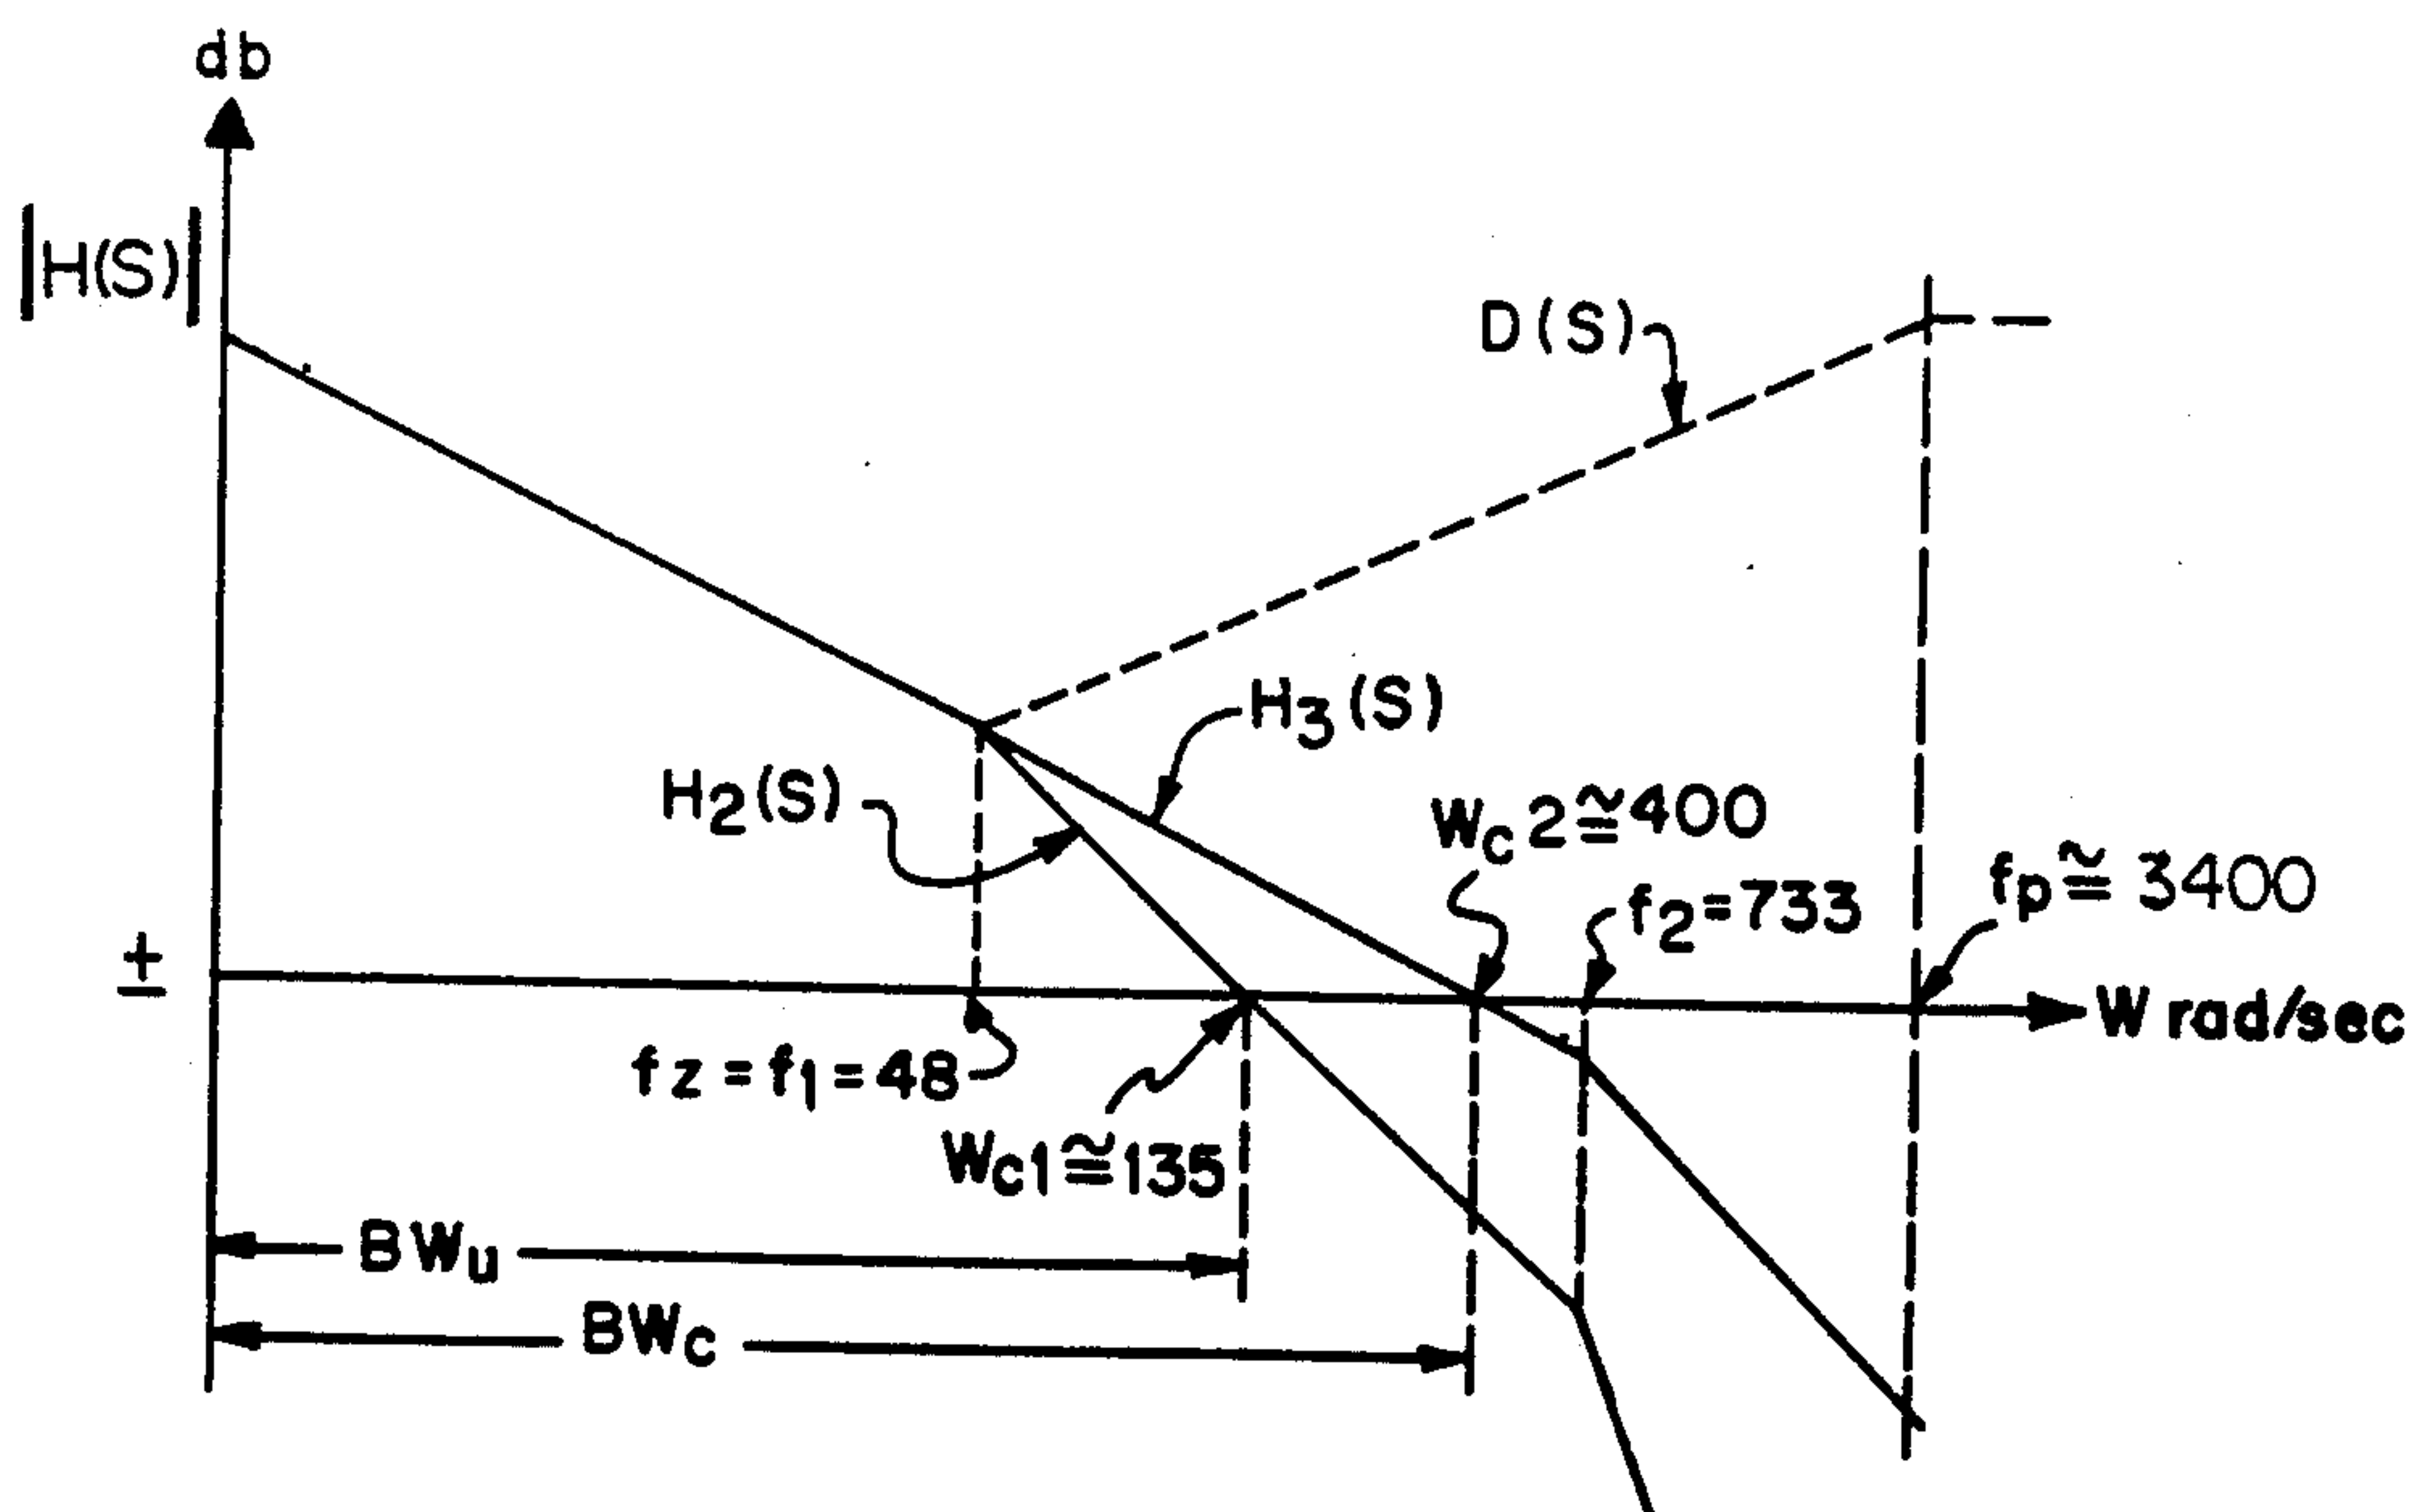 db
|H(S)|
D(S)
H3(S)
H2(S)
Wc2≅400
f2=733
fp≅3400
±
W rad/sec
fz=f1=48
Wc1≅135
BWu
BWc